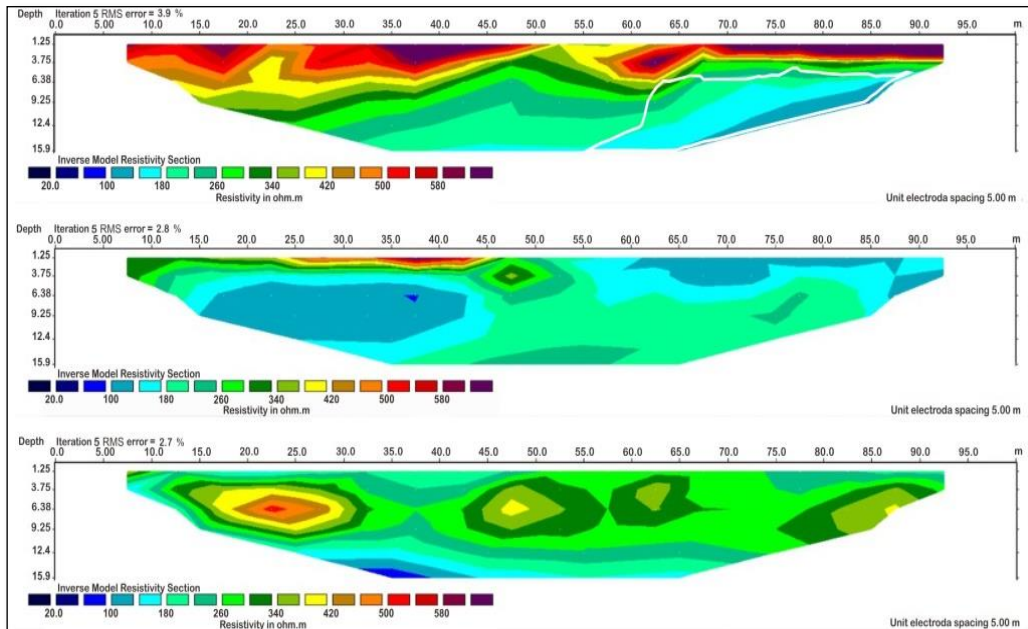 Depth Iteration 5 RMS error = 3.9 %
0.0 5.00 10.0 15.0 20.0 25.0 30.0 35.0 40.0 45.0 50.0 55.0 60.0 65.0 70.0 75.0 80.0 85.0 90.0 95.0 m
1.25
3.75
6.38
9.25
12.4
15.9
Inverse Model Resistivity Section
20.0 100 180 260 340 420 500 580
Resistivity in ohm.m
Unit electroda spacing 5.00 m
Depth Iteration 5 RMS error = 2.8 %
0.0 5.00 10.0 15.0 20.0 25.0 30.0 35.0 40.0 45.0 50.0 55.0 60.0 65.0 70.0 75.0 80.0 85.0 90.0 95.0 m
1.25
3.75
6.38
9.25
12.4
15.9
Inverse Model Resistivity Section
20.0 100 180 260 340 420 500 580
Resistivity in ohm.m
Unit electroda spacing 5.00 m
Depth Iteration 5 RMS error = 2.7 %
0.0 5.00 10.0 15.0 20.0 25.0 30.0 35.0 40.0 45.0 50.0 55.0 60.0 65.0 70.0 75.0 80.0 85.0 90.0 95.0 m
1.25
3.75
6.38
9.25
12.4
15.9
Inverse Model Resistivity Section
20.0 100 180 260 340 420 500 580
Resistivity in ohm.m
Unit electroda spacing 5.00 m